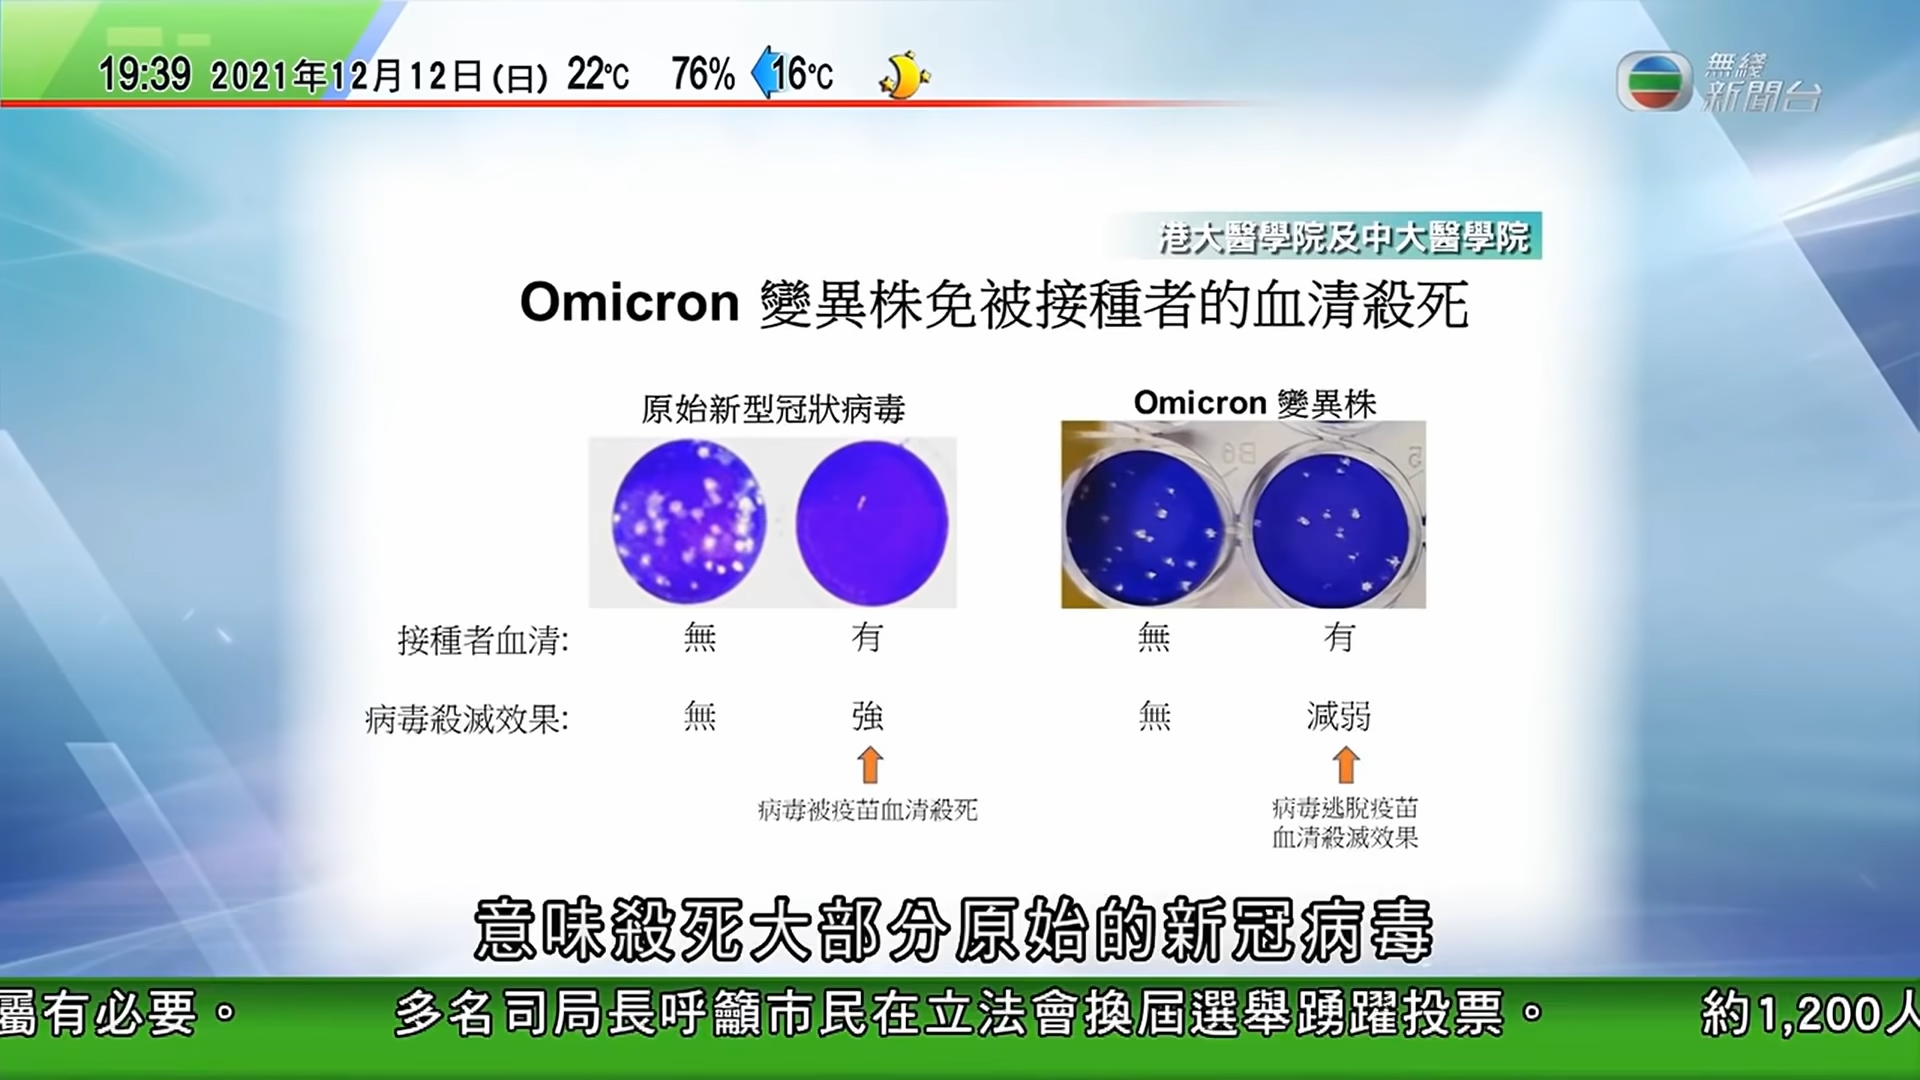 19:39 2021年12月12日(日) 22℃ 76% 16℃
無綫
新聞台
港大醫學院及中大醫學院
Omicron 變異株免被接種者的血清殺死
原始新型冠狀病毒
Omicron 變異株
B6
5
接種者血清: 無 有 無 有
病毒殺滅效果: 無 強 無 減弱
病毒被疫苗血清殺死
病毒逃脫疫苗
血清殺滅效果
意味殺死大部分原始的新冠病毒
屬有必要。 多名司局長呼籲市民在立法會換屆選舉踴躍投票。 約1,200人